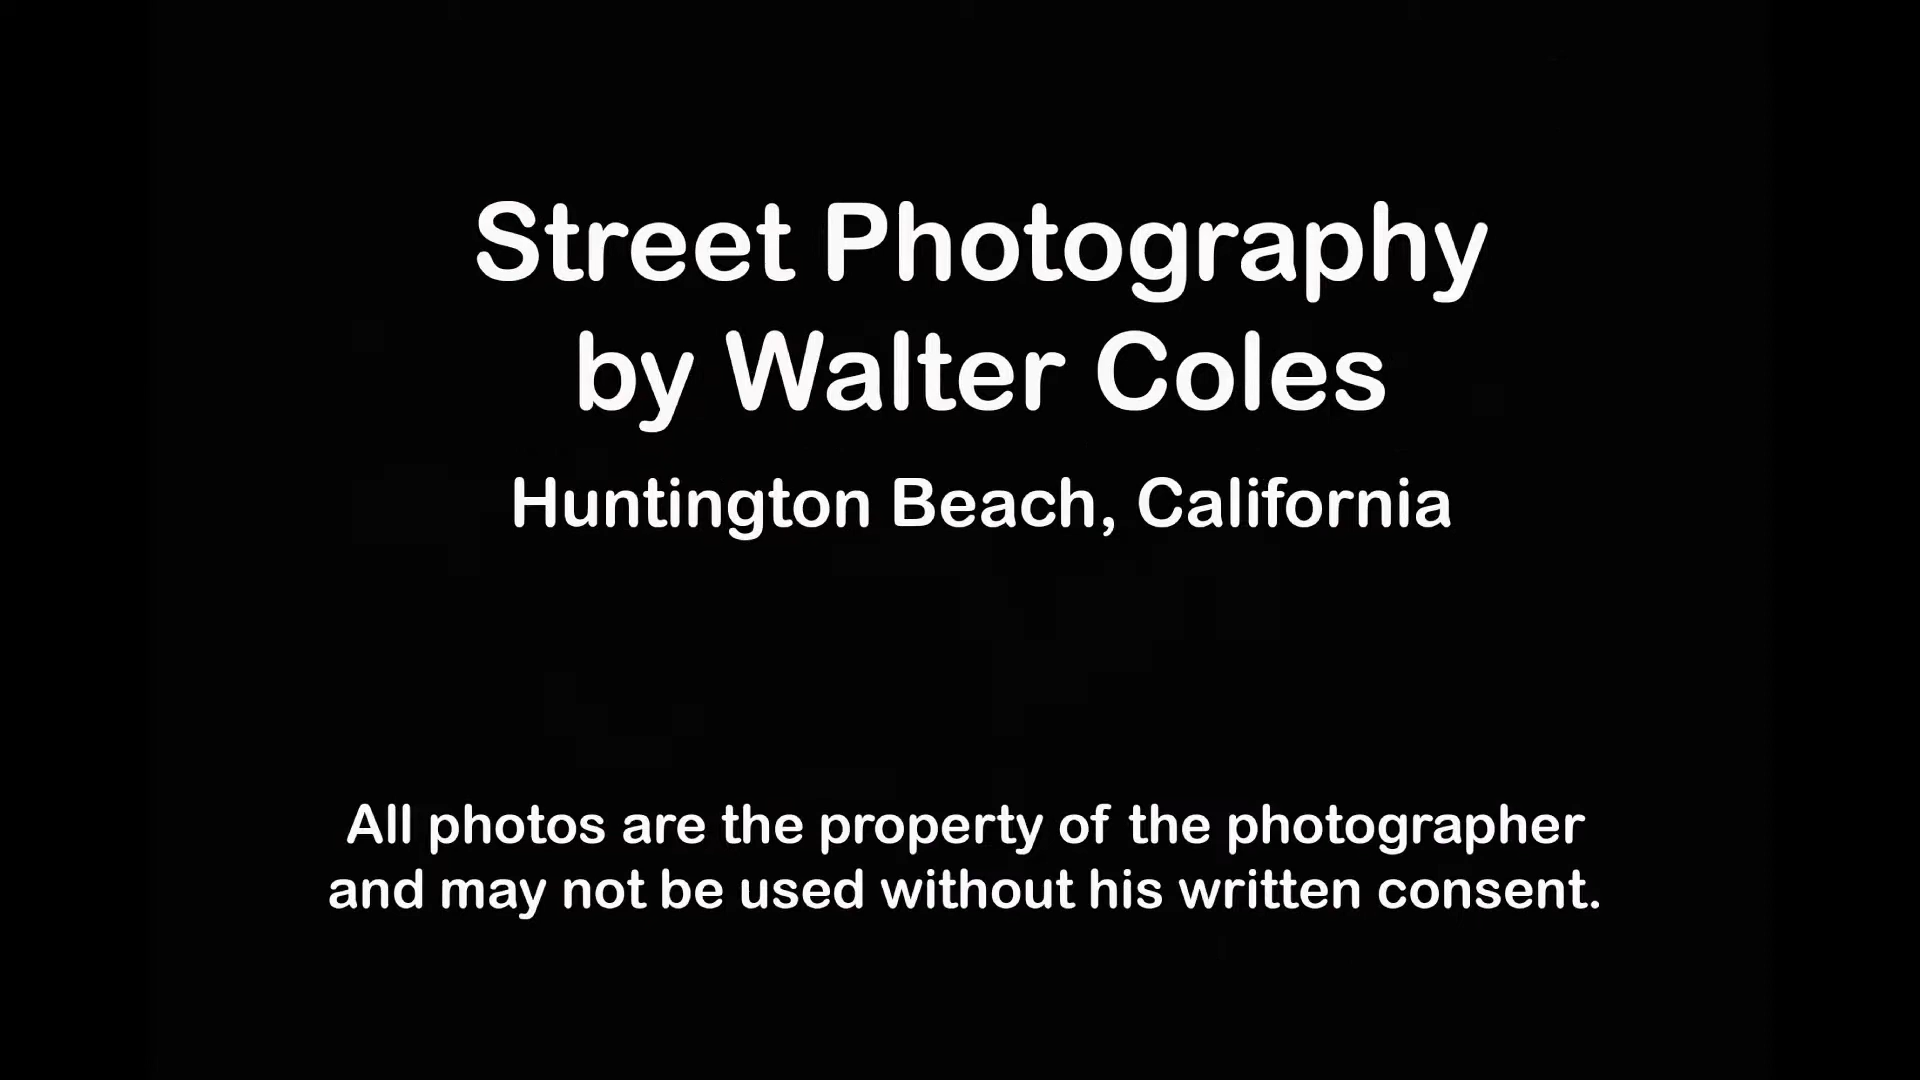 Street Photography
by Walter Coles
Huntington Beach, California
All photos are the property of the photographer
and may not be used without his written consent.